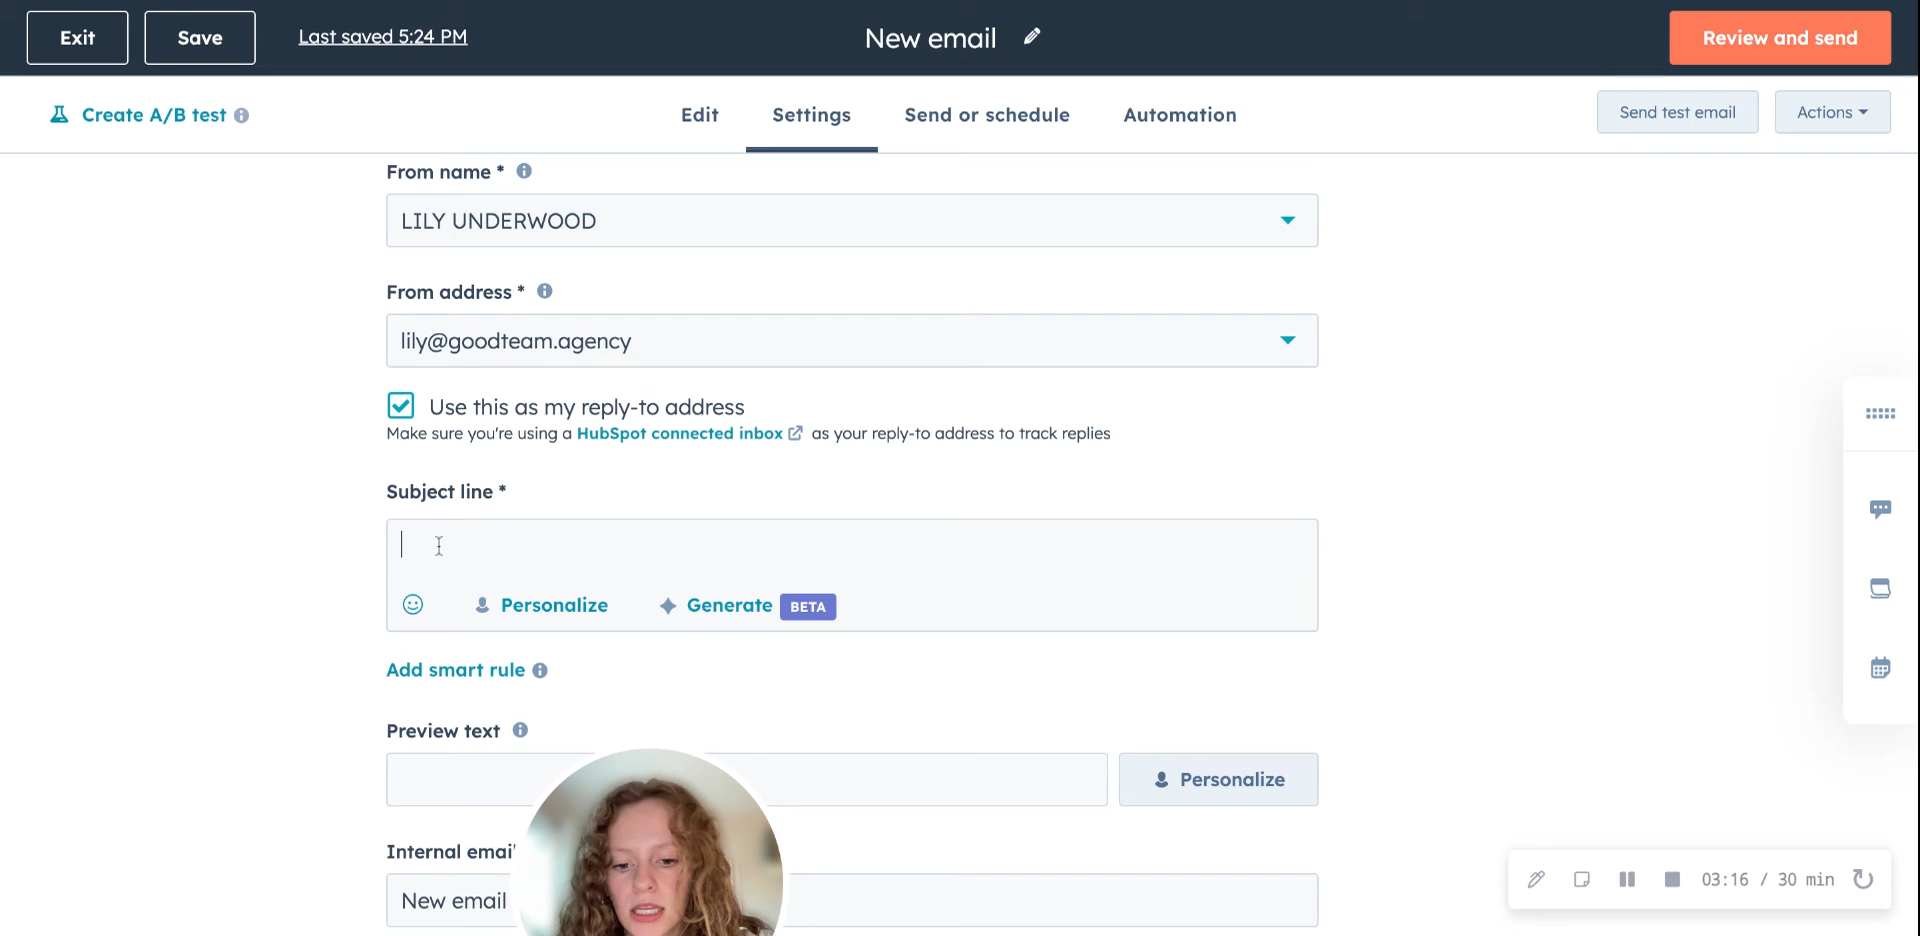 Exit
Save
Last saved 5:24 PM
New email
Review and send
Create A/B test
Edit
Settings
Send or schedule
Automation
Send test email
Actions
From name *
LILY UNDERWOOD
From address *
lily@goodteam.agency
Use this as my reply-to address
Make sure you're using a HubSpot connected inbox as your reply-to address to track replies
Subject line *
Personalize
Generate BETA
Add smart rule
Preview text
Personalize
Internal email
New email
03:16 / 30 min